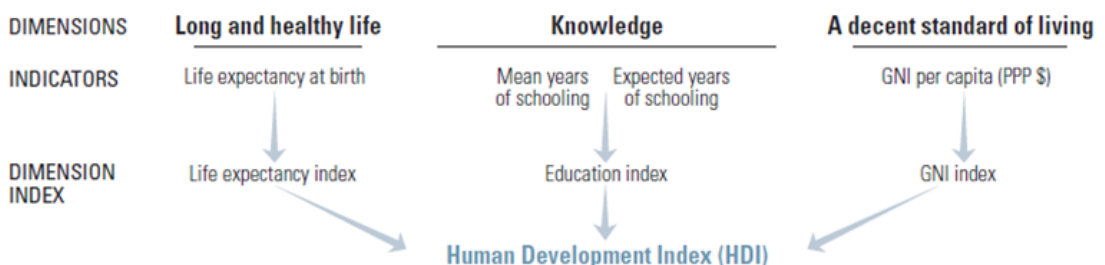 DIMENSIONS Long and healthy life Knowledge A decent standard of living
INDICATORS Life expectancy at birth Mean years of schooling Expected years of schooling GNI per capita (PPP $)
DIMENSION INDEX Life expectancy index Education index GNI index
Human Development Index (HDI)